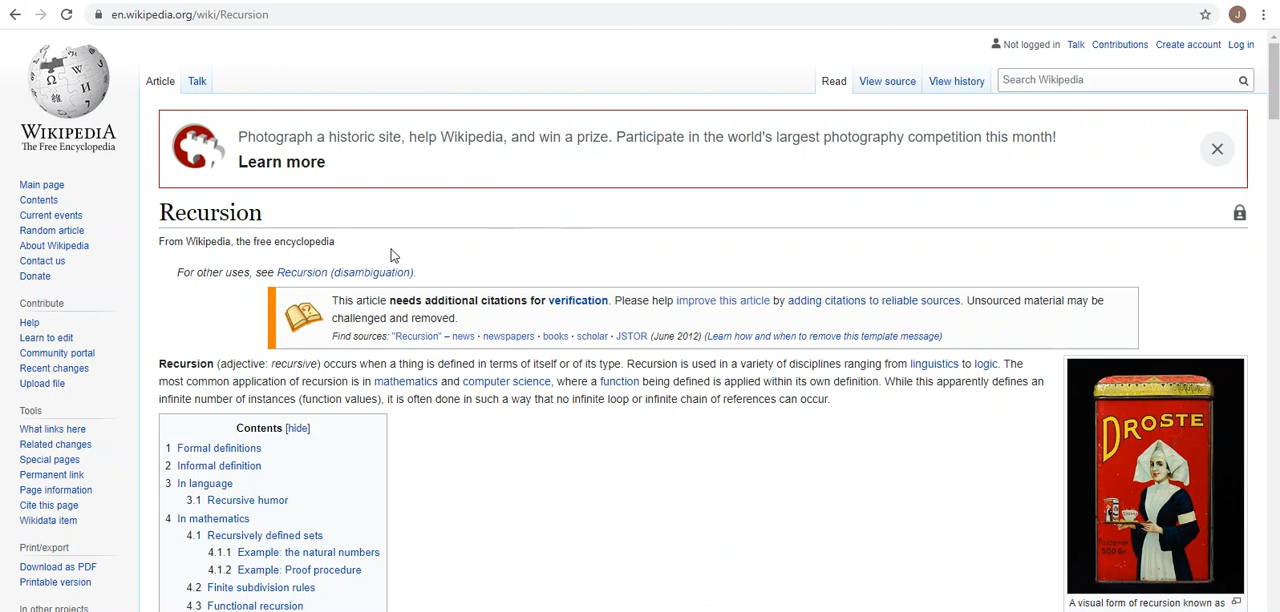 en.wikipedia.org/wiki/Recursion
J
Not logged in Talk Contributions Create account Log in
Article Talk
Read View source View history Search Wikipedia
WIKIPEDIA
The Free Encyclopedia
Photograph a historic site, help Wikipedia, and win a prize. Participate in the world's largest photography competition this month!
Learn more
Main page
Contents
Current events
Random article
About Wikipedia
Contact us
Donate
Contribute
Help
Learn to edit
Community portal
Recent changes
Upload file
Tools
What links here
Related changes
Special pages
Permanent link
Page information
Cite this page
Wikidata item
Print/export
Download as PDF
Printable version
In other projects
Recursion
From Wikipedia, the free encyclopedia
For other uses, see Recursion (disambiguation).
This article needs additional citations for verification. Please help improve this article by adding citations to reliable sources. Unsourced material may be
challenged and removed.
Find sources: "Recursion" – news · newspapers · books · scholar · JSTOR (June 2012) (Learn how and when to remove this template message)
Recursion (adjective: recursive) occurs when a thing is defined in terms of itself or of its type. Recursion is used in a variety of disciplines ranging from linguistics to logic. The
most common application of recursion is in mathematics and computer science, where a function being defined is applied within its own definition. While this apparently defines an
infinite number of instances (function values), it is often done in such a way that no infinite loop or infinite chain of references can occur.
Contents [hide]
1 Formal definitions
2 Informal definition
3 In language
3.1 Recursive humor
4 In mathematics
4.1 Recursively defined sets
4.1.1 Example: the natural numbers
4.1.2 Example: Proof procedure
4.2 Finite subdivision rules
4.3 Functional recursion
DROSTE
A visual form of recursion known as